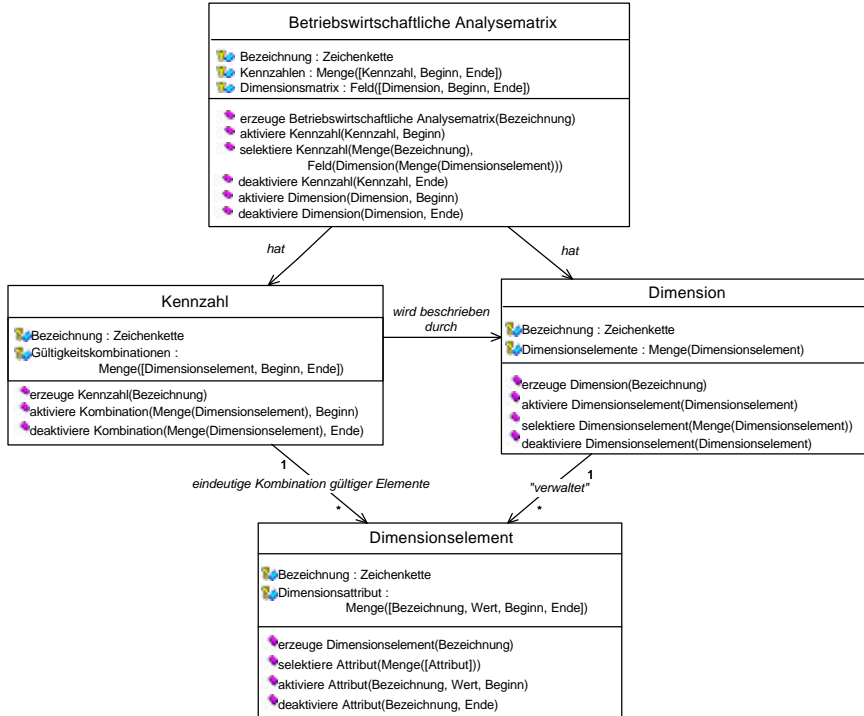 Betriebswirtschaftliche Analysematrix
Bezeichnung : Zeichenkette
Kennzahlen : Menge([Kennzahl, Beginn, Ende])
Dimensionsmatrix : Feld([Dimension, Beginn, Ende])
erzeuge Betriebswirtschaftliche Analysematrix(Bezeichnung)
aktiviere Kennzahl(Kennzahl, Beginn)
selektiere Kennzahl(Menge(Bezeichnung),
Feld(Dimension(Menge(Dimensionselement)))
deaktiviere Kennzahl(Kennzahl, Ende)
aktiviere Dimension(Dimension, Beginn)
deaktiviere Dimension(Dimension, Ende)
hat
hat
Kennzahl
Bezeichnung : Zeichenkette
Gültigkeitskombinationen :
Menge([Dimensionselement, Beginn, Ende])
erzeuge Kennzahl(Bezeichnung)
aktiviere Kombination(Menge(Dimensionselement), Beginn)
deaktiviere Kombination(Menge(Dimensionselement), Ende)
wird beschrieben
durch
Dimension
Bezeichnung : Zeichenkette
Dimensionselemente : Menge(Dimensionselement)
erzeuge Dimension(Bezeichnung)
aktiviere Dimensionselement(Dimensionselement)
selektiere Dimensionselement(Menge(Dimensionselement))
deaktiviere Dimensionselement(Dimensionselement)
1
eindeutige Kombination gültiger Elemente
*
1
"verwaltet"
*
Dimensionselement
Bezeichnung : Zeichenkette
Dimensionsattribut :
Menge([Bezeichnung, Wert, Beginn, Ende])
erzeuge Dimensionselement(Bezeichnung)
selektiere Attribut(Menge([Attribut]))
aktiviere Attribut(Bezeichnung, Wert, Beginn)
deaktiviere Attribut(Bezeichnung, Ende)